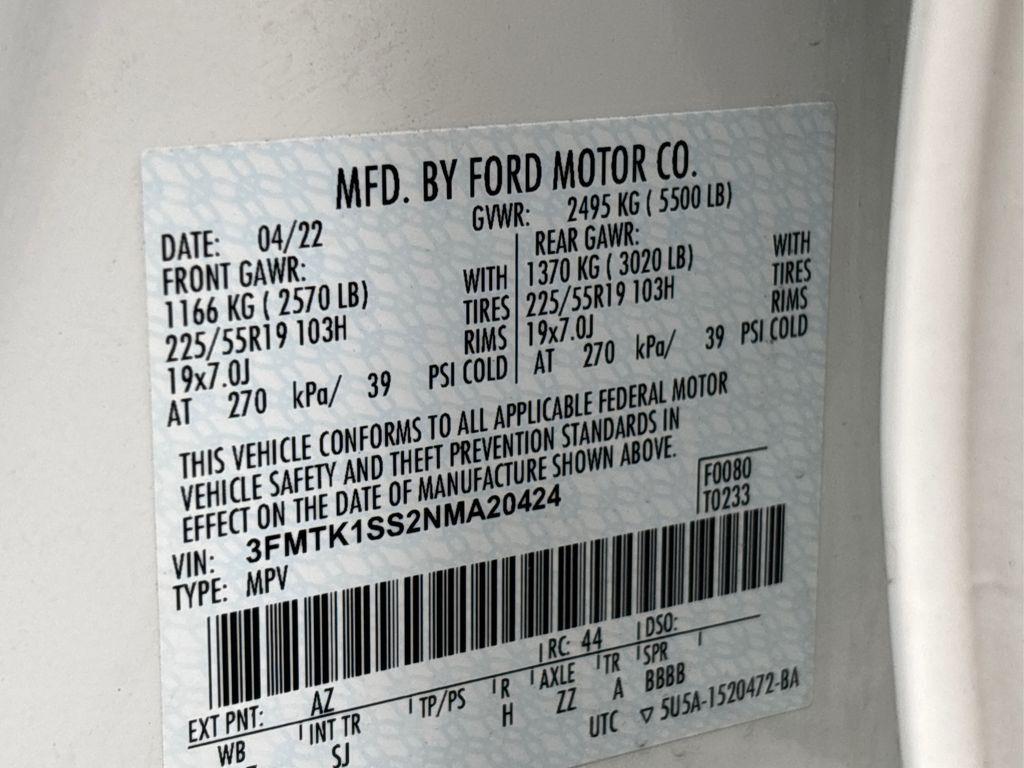 MFD. BY FORD MOTOR CO.
DATE: 04/22 GVWR: 2495 KG ( 5500 LB)
FRONT GAWR: REAR GAWR:
1166 KG ( 2570 LB) WITH 1370 KG ( 3020 LB) WITH
225/55R19 103H TIRES 225/55R19 103H TIRES
19x7.0J RIMS 19x7.0J RIMS
AT 270 kPa/ 39 PSI COLD AT 270 kPa/ 39 PSI COLD
THIS VEHICLE CONFORMS TO ALL APPLICABLE FEDERAL MOTOR
VEHICLE SAFETY AND THEFT PREVENTION STANDARDS IN
EFFECT ON THE DATE OF MANUFACTURE SHOWN ABOVE.
VIN: 3FMTK1SS2NMA20424 F0080
TYPE: MPV T0233
EXT PNT: AZ RC: 44 DSO:
WB INT TR TP/PS R AXLE TR SPR
SJ H ZZ A BBBB
UTC ▽ 5U5A-1520472-BA